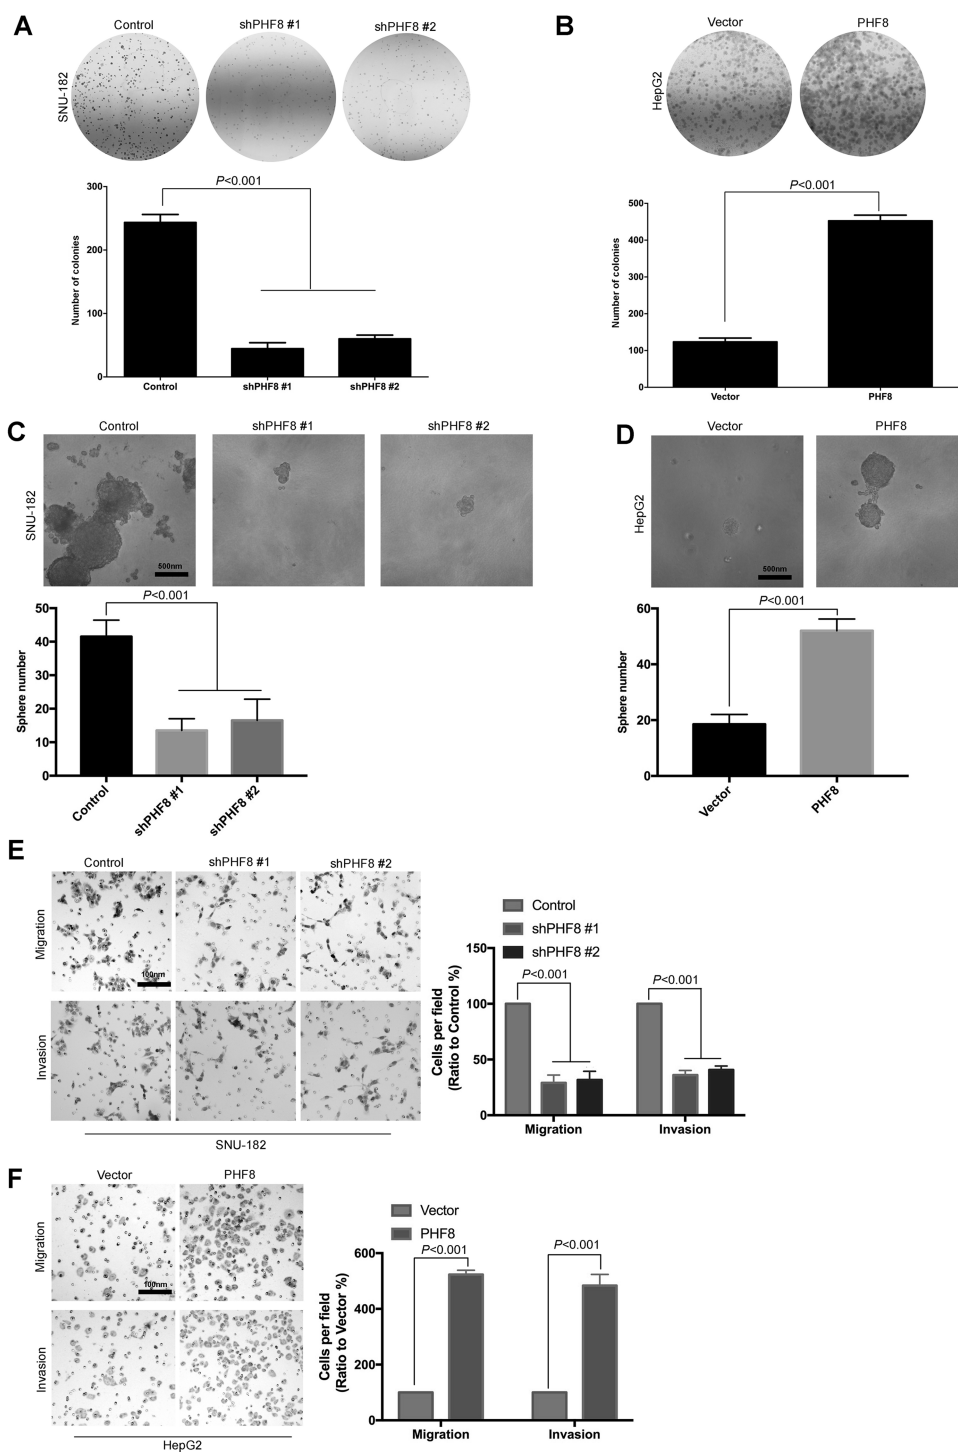 A
Control
shPHF8 #1
shPHF8 #2
SNU-182
P<0.001
Number of colonies
300
200
100
0
Control
shPHF8 #1
shPHF8 #2
B
Vector
PHF8
HepG2
P<0.001
Number of colonies
500
400
300
200
100
0
Vector
PHF8
C
Control
shPHF8 #1
shPHF8 #2
SNU-182
500nm
P<0.001
Sphere number
50
40
30
20
10
0
Control
shPHF8 #1
shPHF8 #2
D
Vector
PHF8
HepG2
500nm
P<0.001
Sphere number
60
40
20
0
Vector
PHF8
E
Control
shPHF8 #1
shPHF8 #2
Migration
100nm
Invasion
SNU-182
Control
shPHF8 #1
shPHF8 #2
P<0.001
P<0.001
Cells per field
(Ratio to Control %)
150
100
50
0
Migration
Invasion
F
Vector
PHF8
Migration
100nm
Invasion
HepG2
Vector
PHF8
P<0.001
P<0.001
Cells per field
(Ratio to Vector %)
600
400
200
0
Migration
Invasion